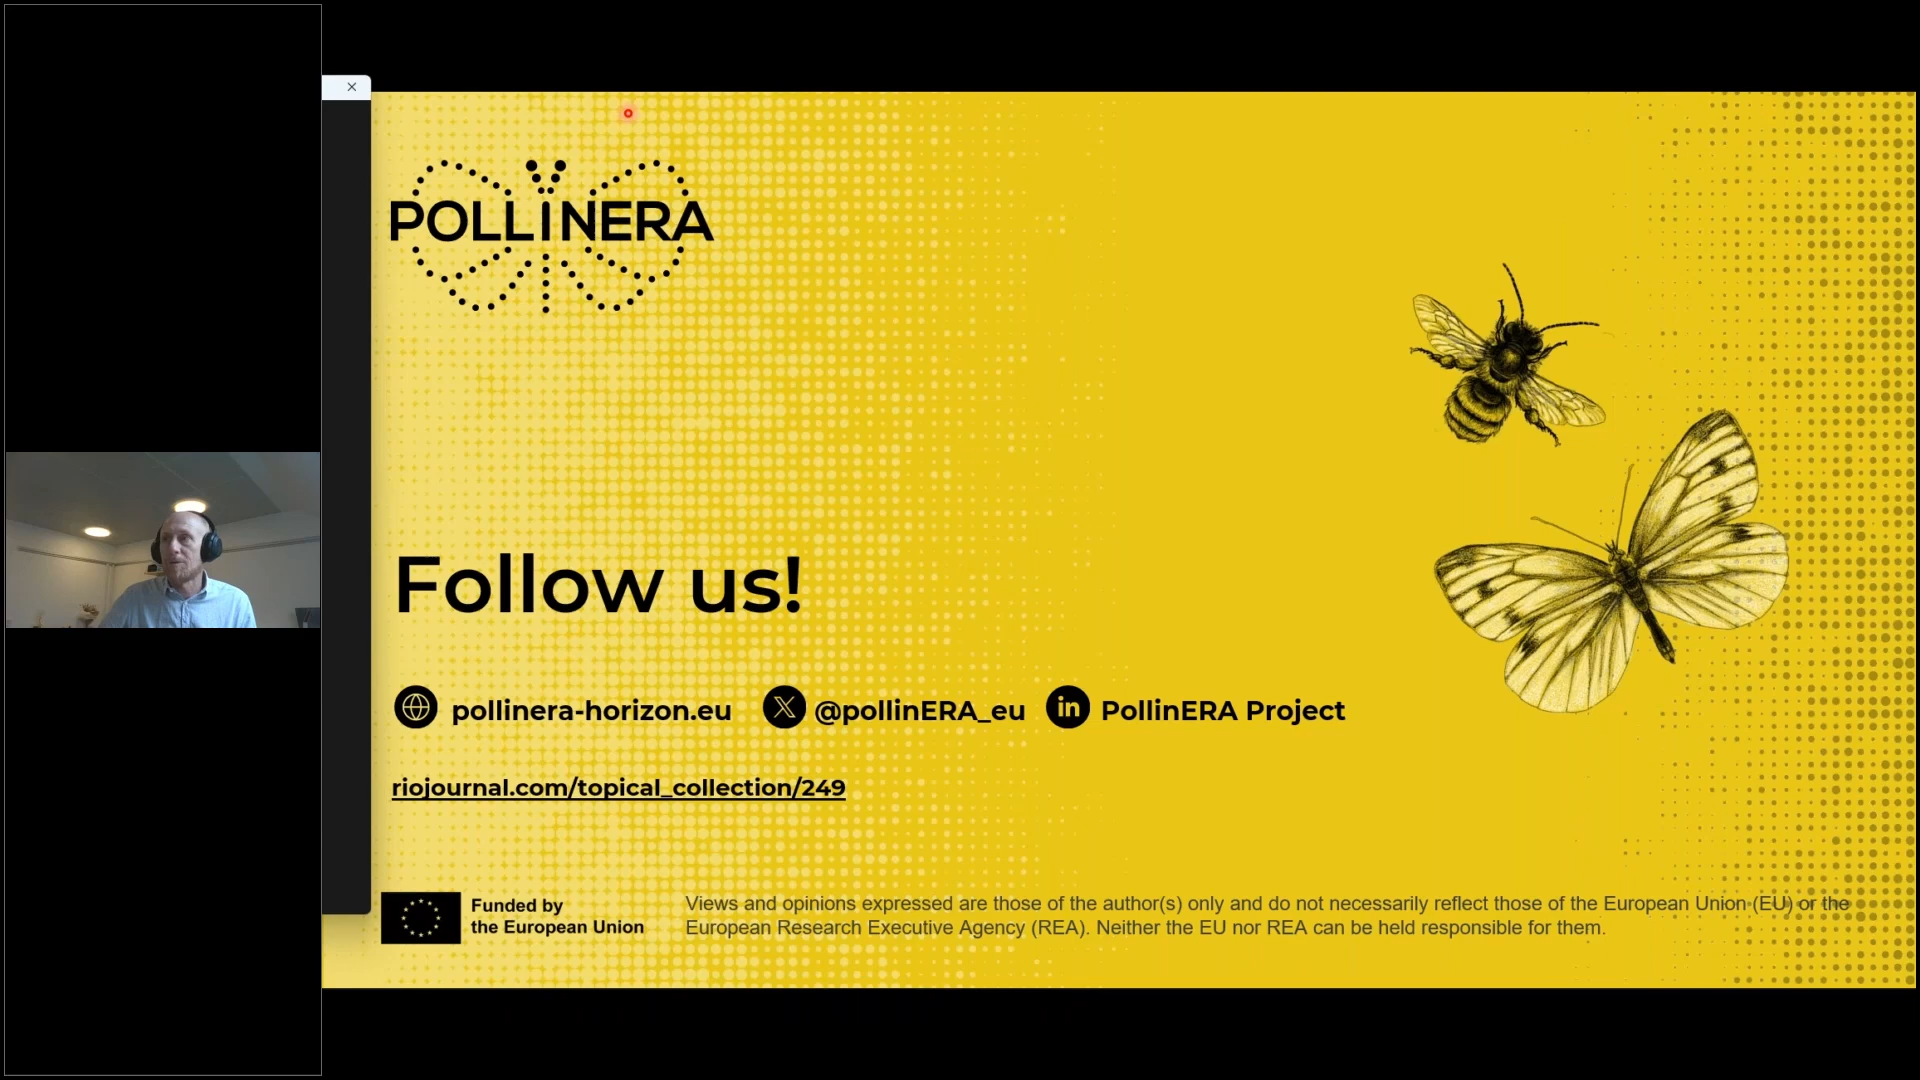 POLLINERA
Follow us!
pollinera-horizon.eu
@pollinERA_eu
PollinERA Project
riojournal.com/topical_collection/249
Funded by
the European Union
Views and opinions expressed are those of the author(s) only and do not necessarily reflect those of the European Union (EU) or the
European Research Executive Agency (REA). Neither the EU nor REA can be held responsible for them.